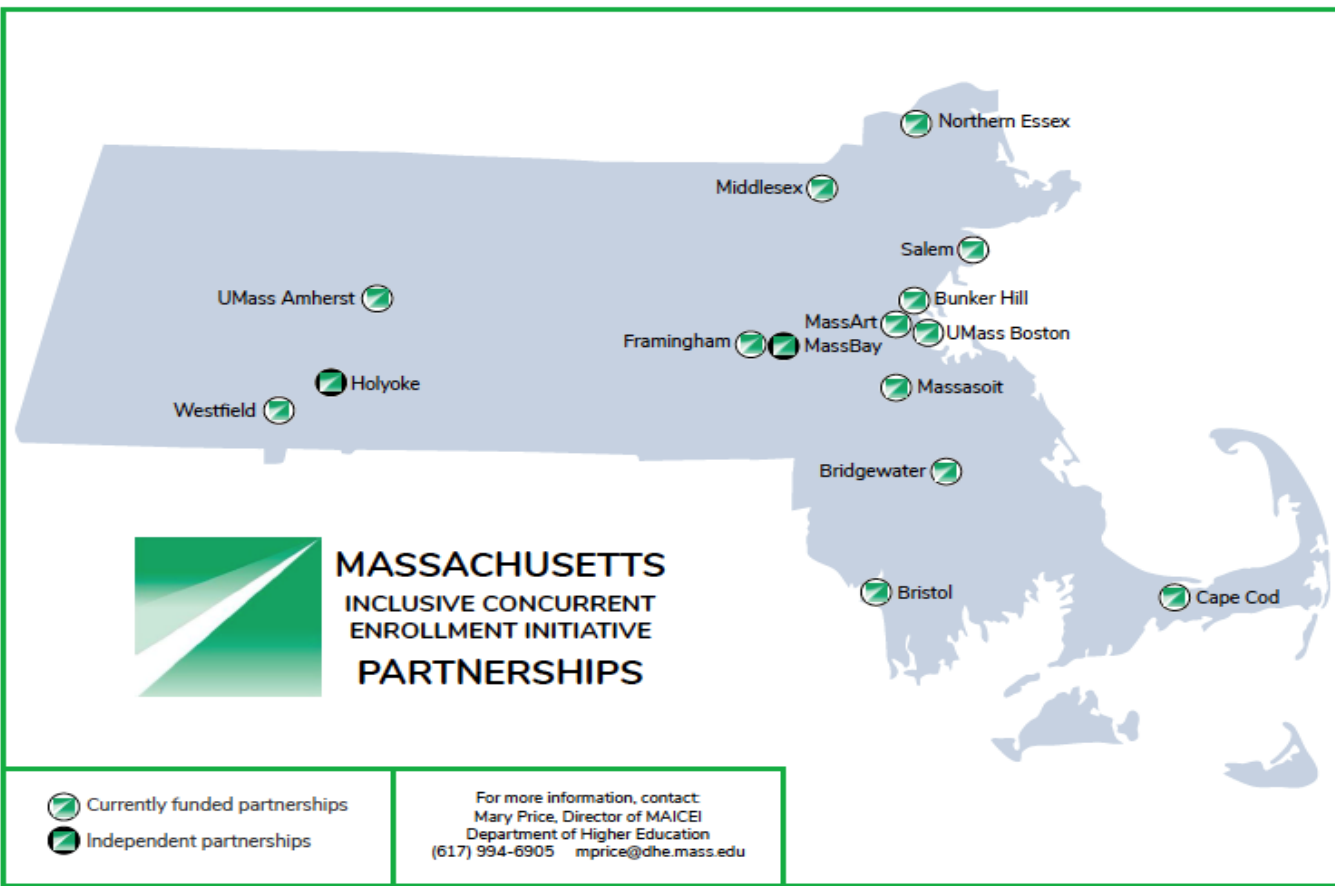 Northern Essex
Middlesex
Salem
UMass Amherst
Bunker Hill
MassArt
UMass Boston
Framingham
MassBay
Holyoke
Massasoit
Westfield
Bridgewater
Bristol
Cape Cod
MASSACHUSETTS
INCLUSIVE CONCURRENT
ENROLLMENT INITIATIVE
PARTNERSHIPS
Currently funded partnerships
Independent partnerships
For more information, contact:
Mary Price, Director of MAICEI
Department of Higher Education
(617) 994-6905 mprice@dhe.mass.edu